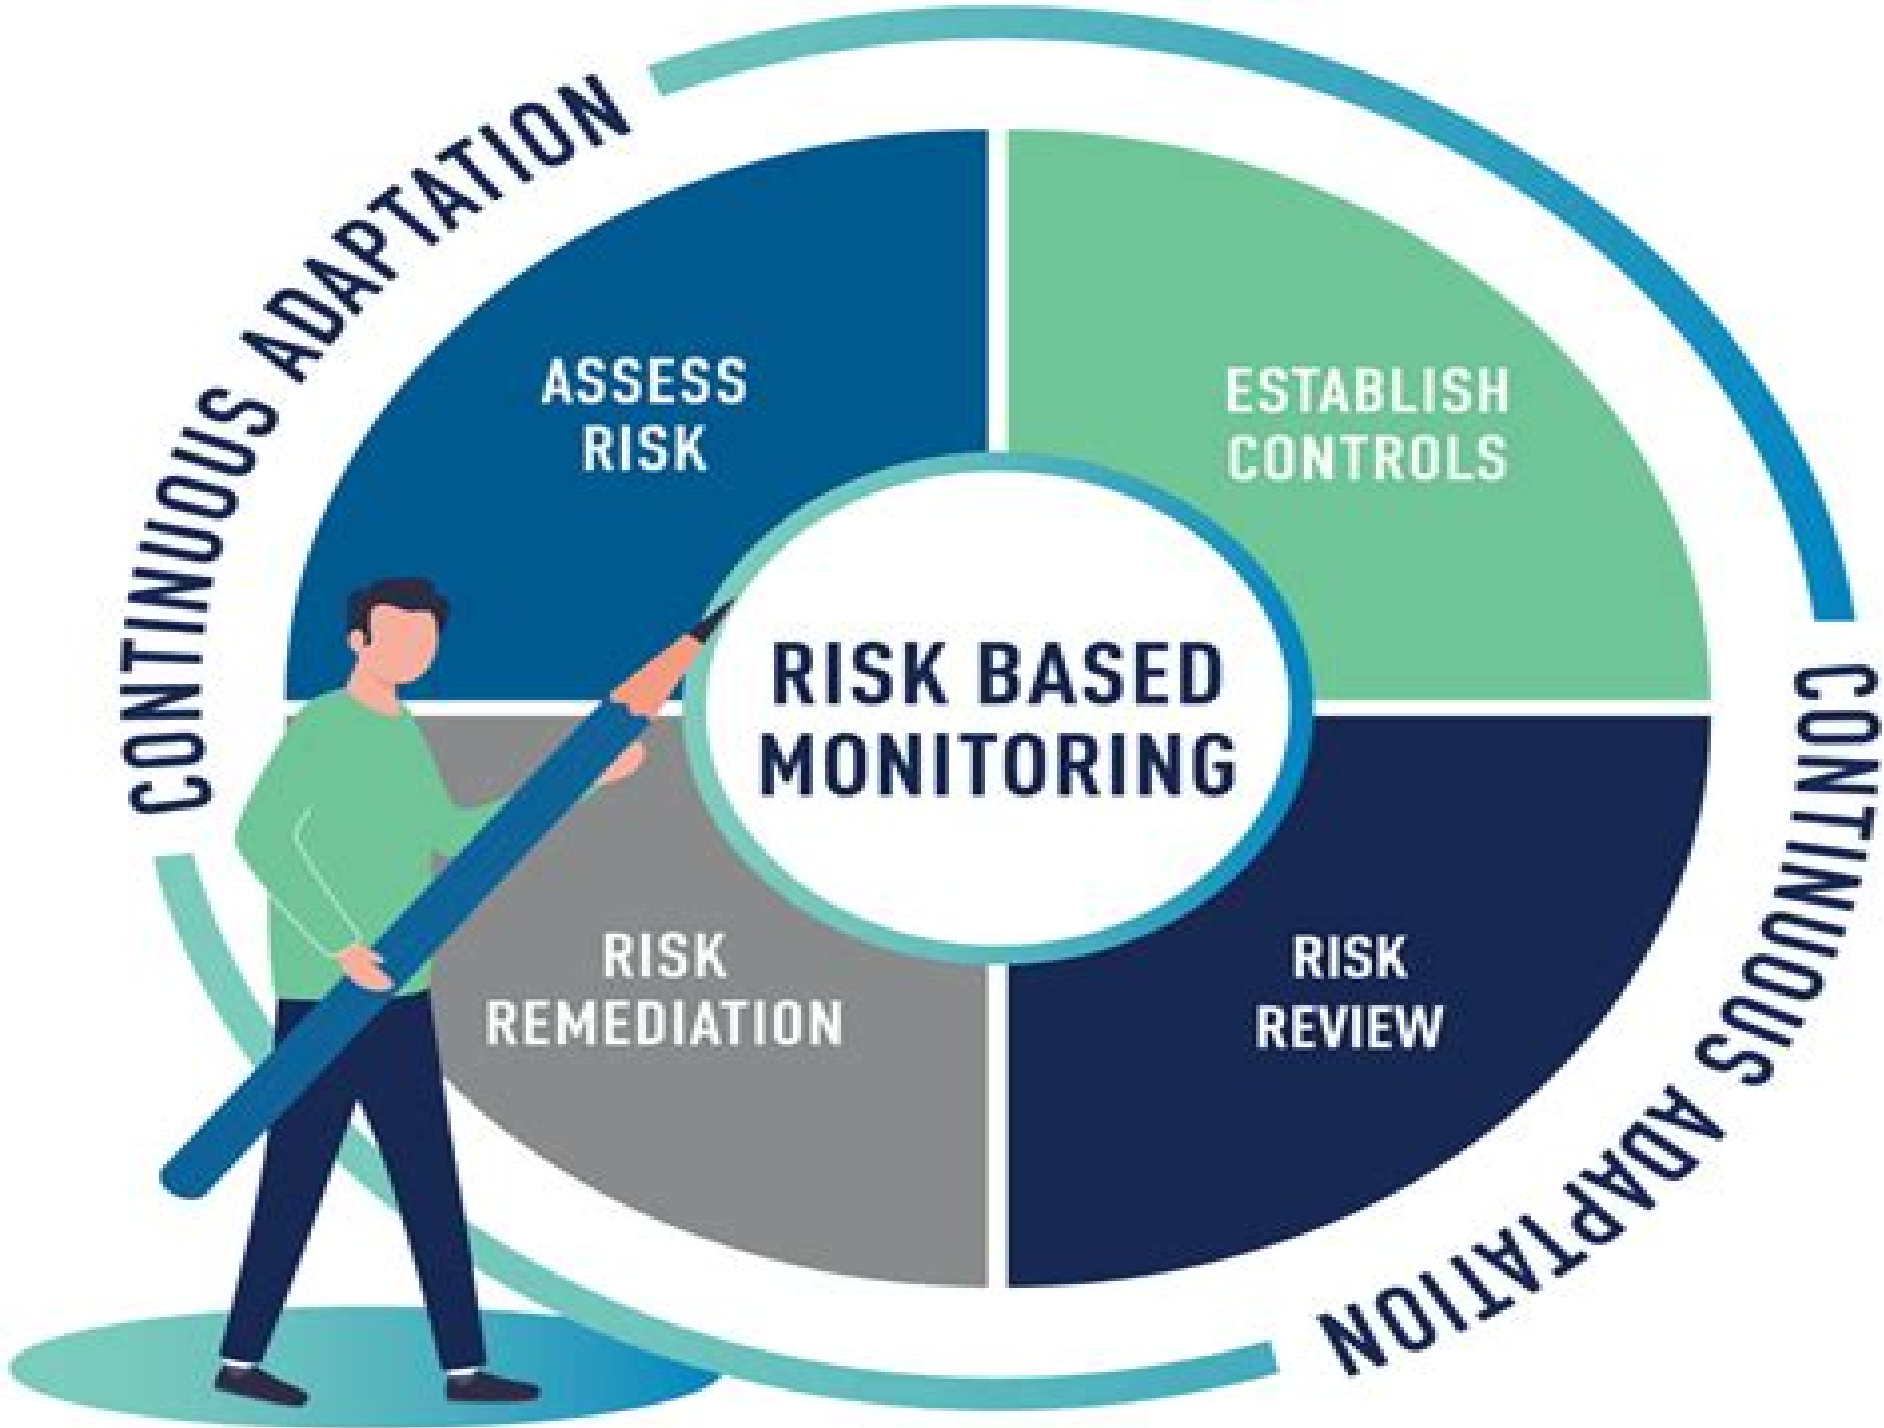 CONTINUOUS ADAPTATION
ASSESS
RISK
ESTABLISH
CONTROLS
RISK BASED
MONITORING
RISK
REMEDIATION
RISK
REVIEW
CONTINUOUS ADAPTATION